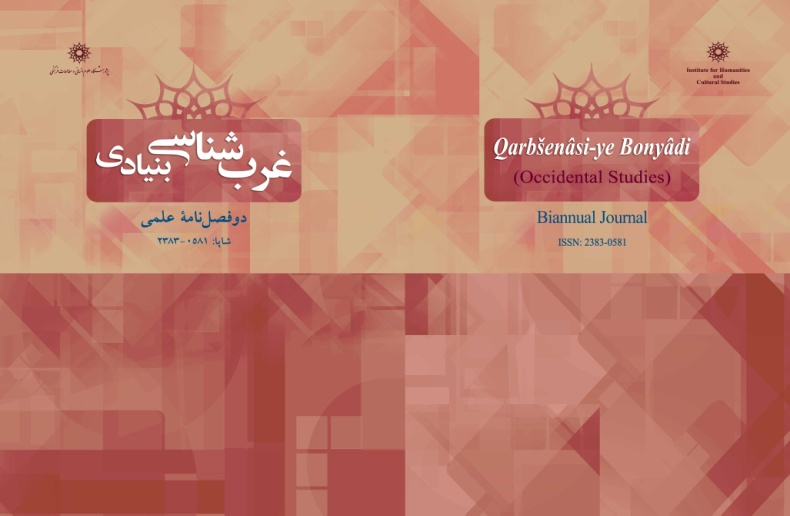 پژوهشگاه علوم انسانی و مطالعات فرهنگی
غرب‌شناسی
بنیادی
دوفصل‌نامهٔ علمی
شاپا: ۰۵۸۱-۲۳۸۳
Institute for Humanities
and
Cultural Studies
Qarbšenâsi-ye Bonyâdi
(Occidental Studies)
Biannual Journal
ISSN: 2383-0581